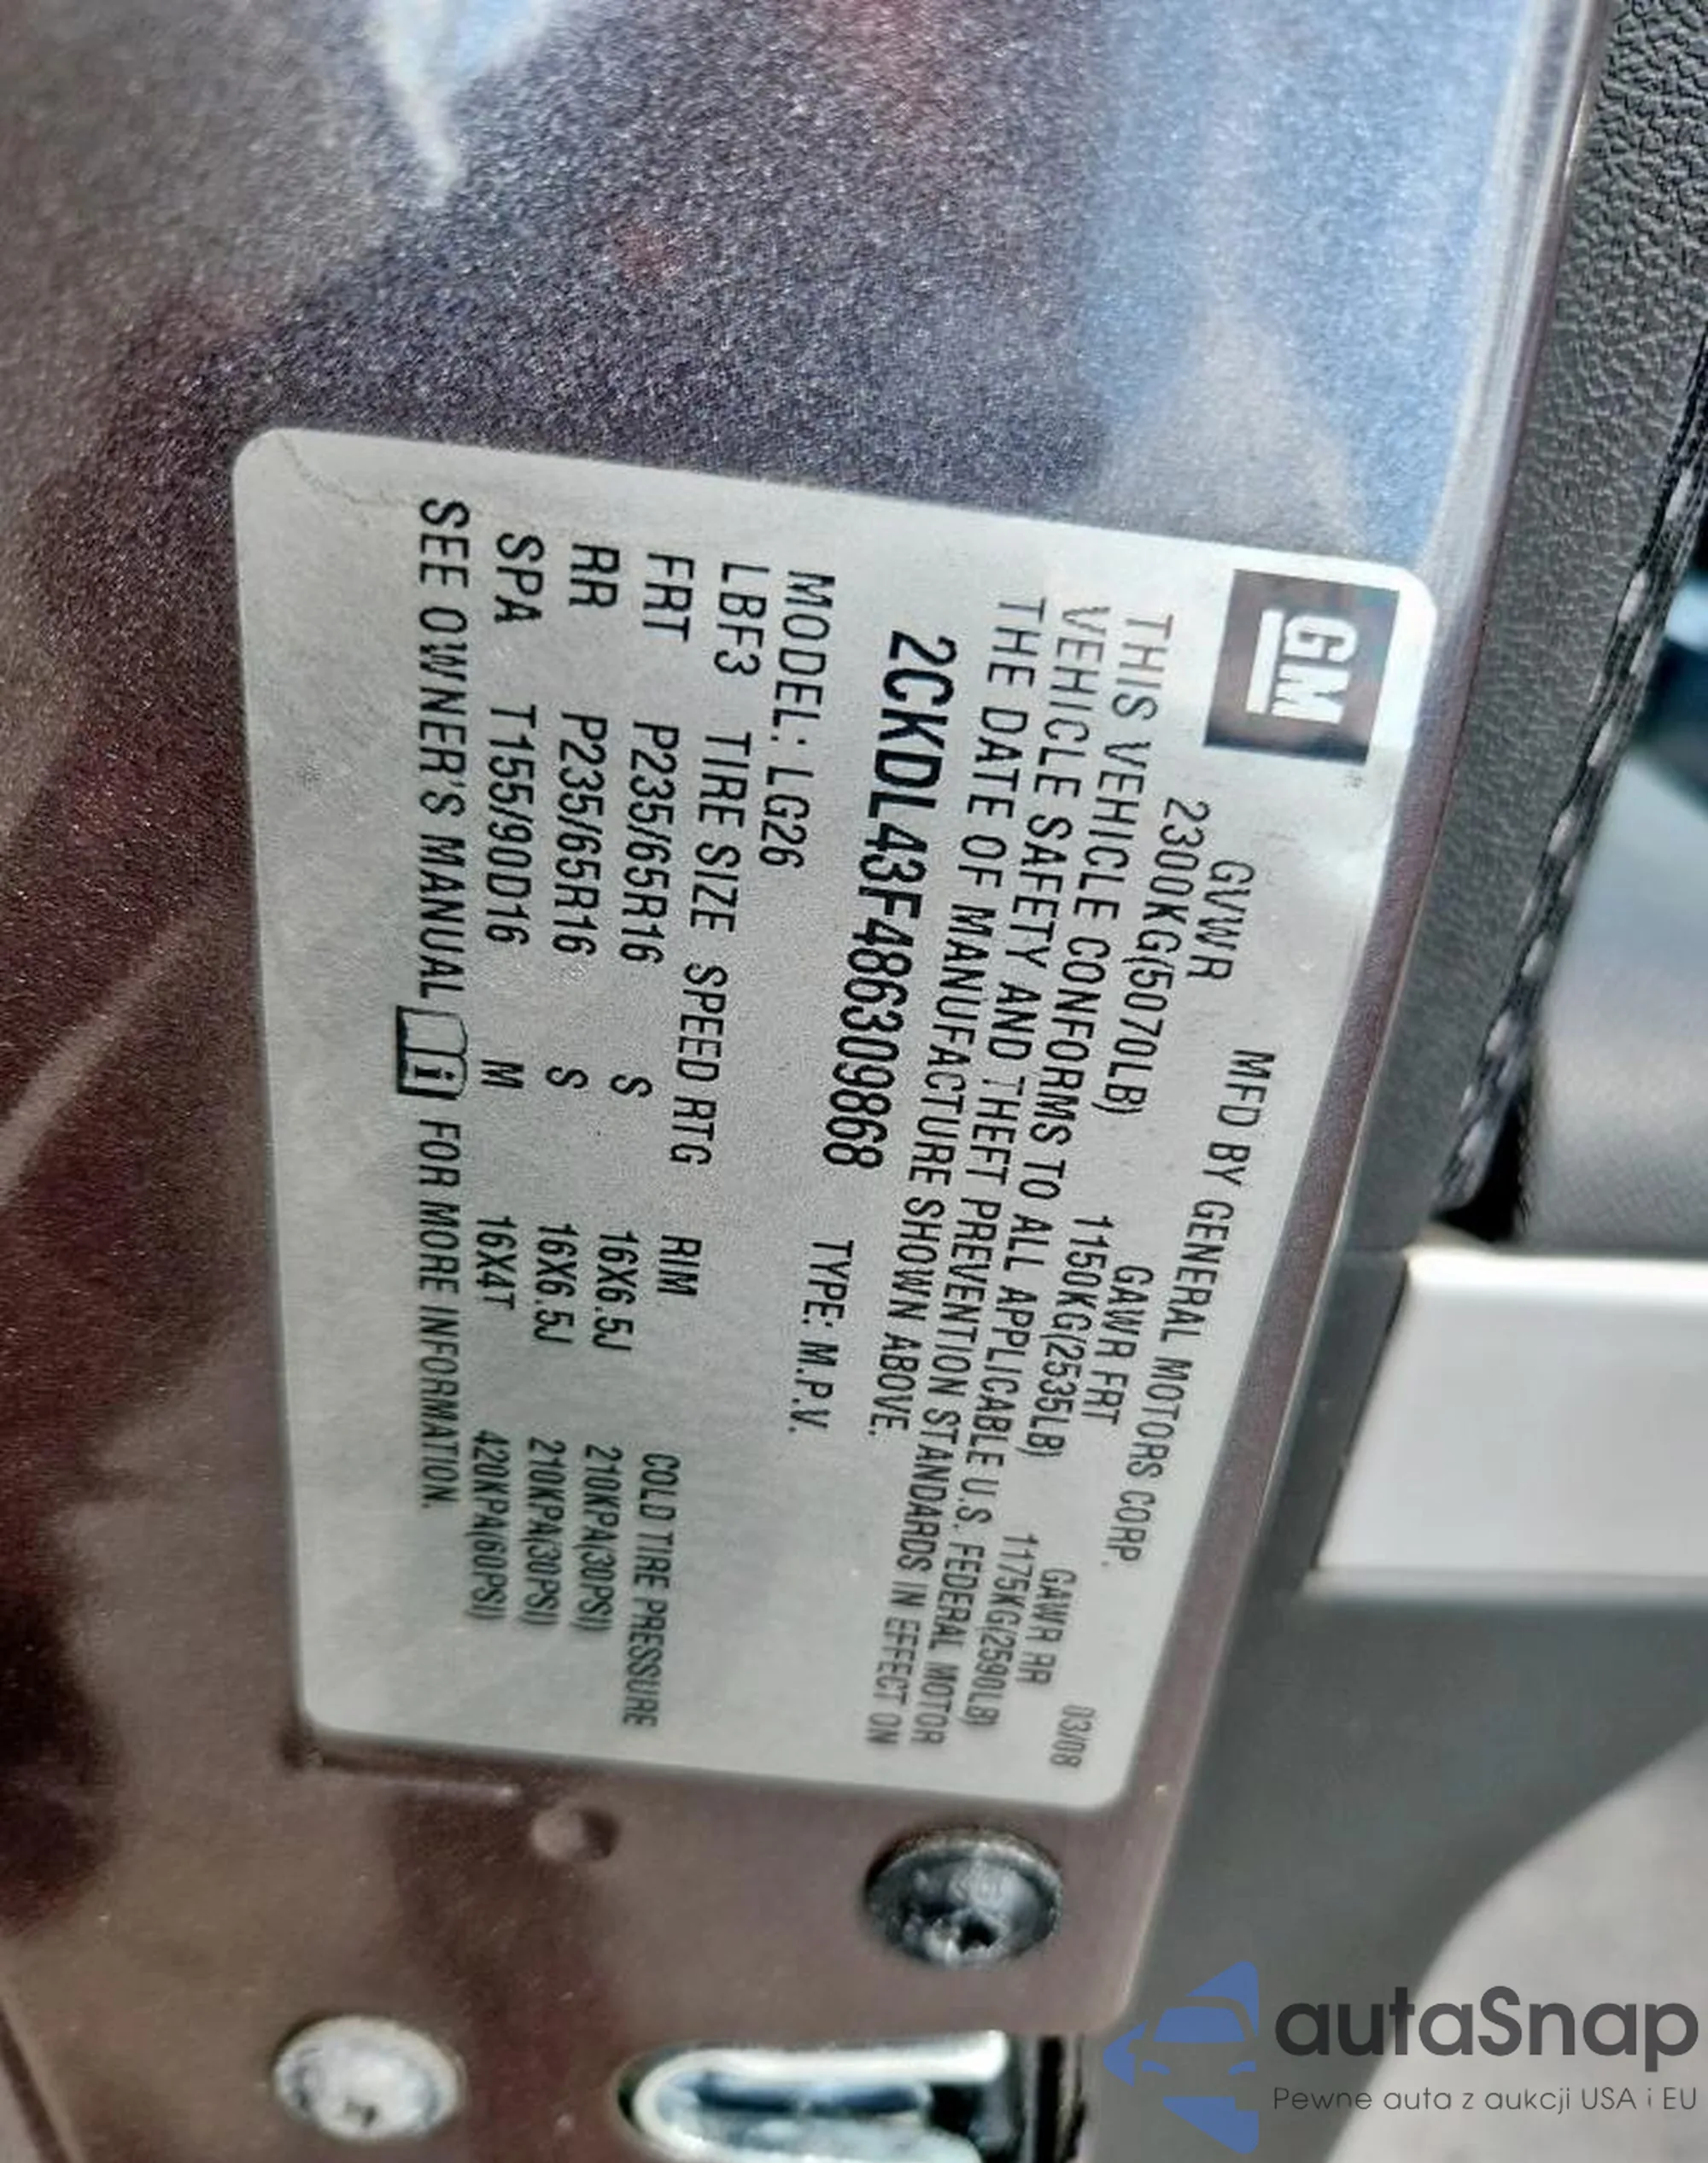 GM
MFD BY GENERAL MOTORS CORP. 03/08
GVWR GAWR FRT GAWR RR
2300KG(5070LB) 1150KG(2535LB) 1175KG(2590LB)
THIS VEHICLE CONFORMS TO ALL APPLICABLE U.S. FEDERAL MOTOR
VEHICLE SAFETY AND THEFT PREVENTION STANDARDS IN EFFECT ON
THE DATE OF MANUFACTURE SHOWN ABOVE.
2CKDL43F486309868 TYPE: M.P.V.
MODEL: LG26
LBF3 TIRE SIZE SPEED RTG RIM COLD TIRE PRESSURE
FRT P235/65R16 S 16X6.5J 210KPA(30PSI)
RR P235/65R16 S 16X6.5J 210KPA(30PSI)
SPA T155/90D16 M 16X4T 420KPA(60PSI)
SEE OWNER'S MANUAL i FOR MORE INFORMATION.
autaSnap
Pewne auta z aukcji USA i EU